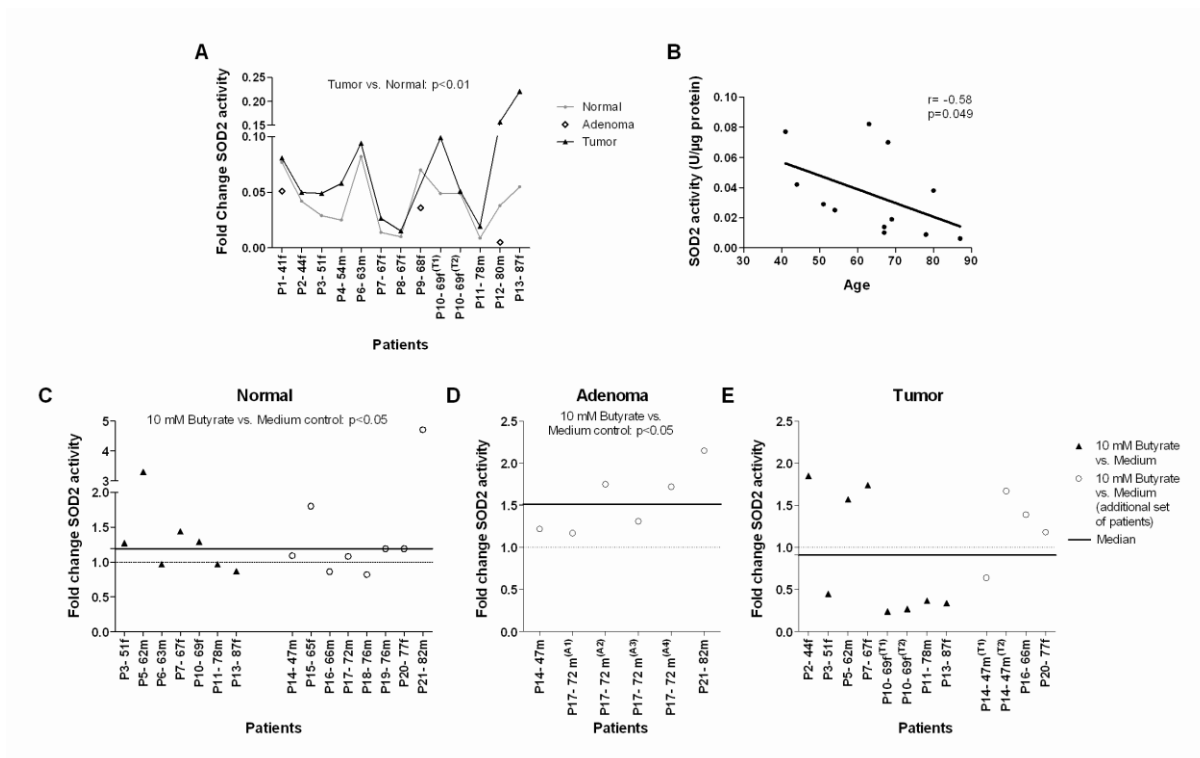 A
Fold Change SOD2 activity
Tumor vs. Normal: p<0.01
0.25
0.20
0.15
0.10
0.05
0.00
Normal
Adenoma
Tumor
P1- 41f
P2- 44f
P3- 51f
P4- 54m
P6- 63m
P7- 67f
P8- 67f
P9- 68f
P10- 69f(T1)
P10- 69f(T2)
P11- 78m
P12- 80m
P13- 87f
Patients
B
SOD2 activity (U/µg protein)
r= -0.58
p=0.049
0.10
0.08
0.06
0.04
0.02
0.00
30
40
50
60
70
80
90
Age
C
Normal
Fold change SOD2 activity
10 mM Butyrate vs. Medium control: p<0.05
5
4
3
2.0
1.5
1.0
0.5
0.0
P3- 51f
P5- 62m
P6- 63m
P7- 67f
P10- 69f
P11- 78m
P13- 87f
P14- 47m
P15- 65f
P16- 66m
P17- 72m
P18- 76m
P19- 76m
P20- 77f
P21- 82m
Patients
D
Adenoma
Fold change SOD2 activity
10 mM Butyrate vs.
Medium control: p<0.05
2.5
2.0
1.5
1.0
0.5
0.0
P14- 47m
P17- 72 m(A1)
P17- 72 m(A2)
P17- 72 m(A3)
P17- 72 m(A4)
P21- 82m
Patients
E
Tumor
Fold change SOD2 activity
2.5
2.0
1.5
1.0
0.5
0.0
P2- 44f
P3- 51f
P5- 62m
P7- 67f
P10- 69f(T1)
P10- 69f(T2)
P11- 78m
P13- 87f
P14- 47m(T1)
P14- 47m(T2)
P16- 66m
P20- 77f
Patients
10 mM Butyrate
vs. Medium
10 mM Butyrate
vs. Medium
(additional set
of patients)
Median